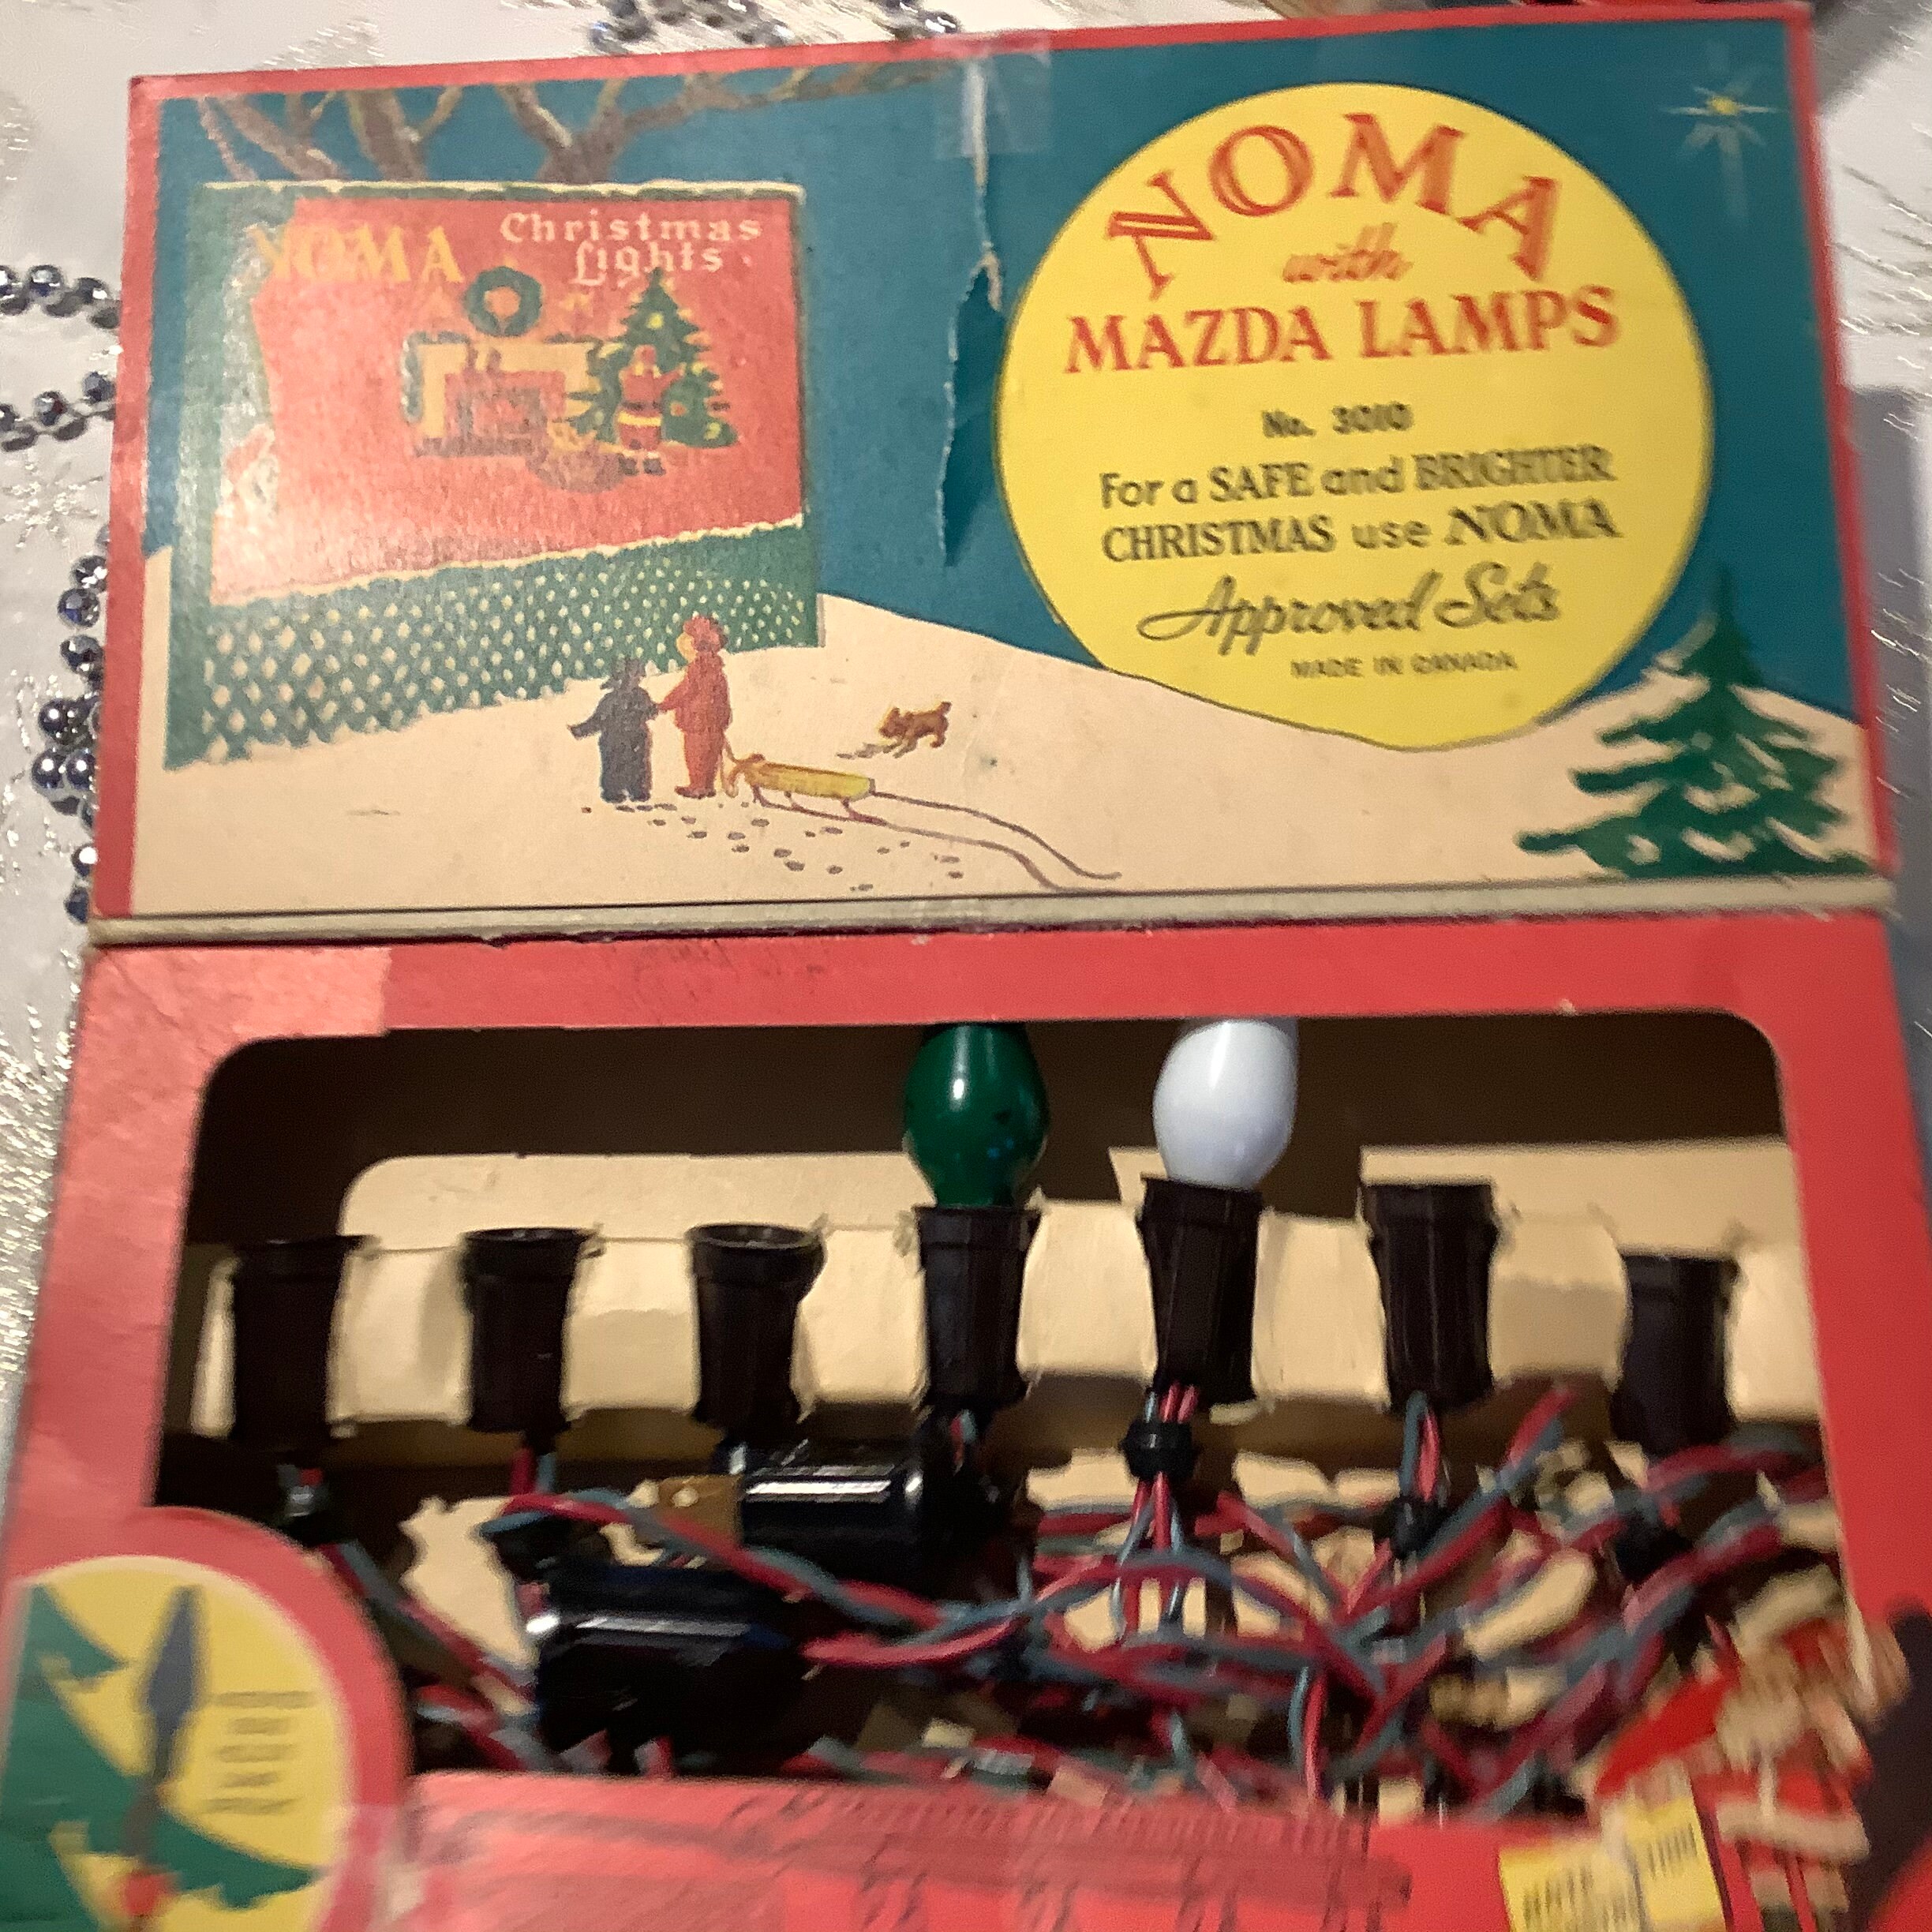 NOMA
Christmas
Lights
NOMA
with
MAZDA LAMPS
No. 3010
For a SAFE and BRIGHTER
CHRISTMAS use NOMA
Approved Sets
MADE IN CANADA